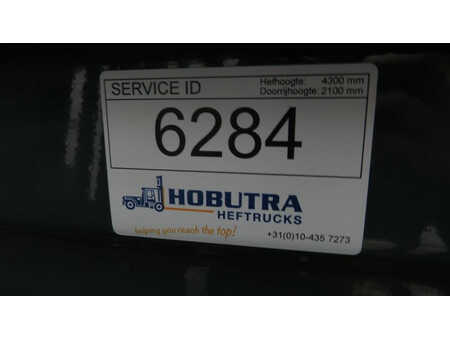 SERVICE ID
Hefhoogte: 4300 mm
Doorrijhoogte: 2100 mm
6284
HOBUTRA
HEFTRUCKS
helping you reach the top!
+31(0)10-435 7273